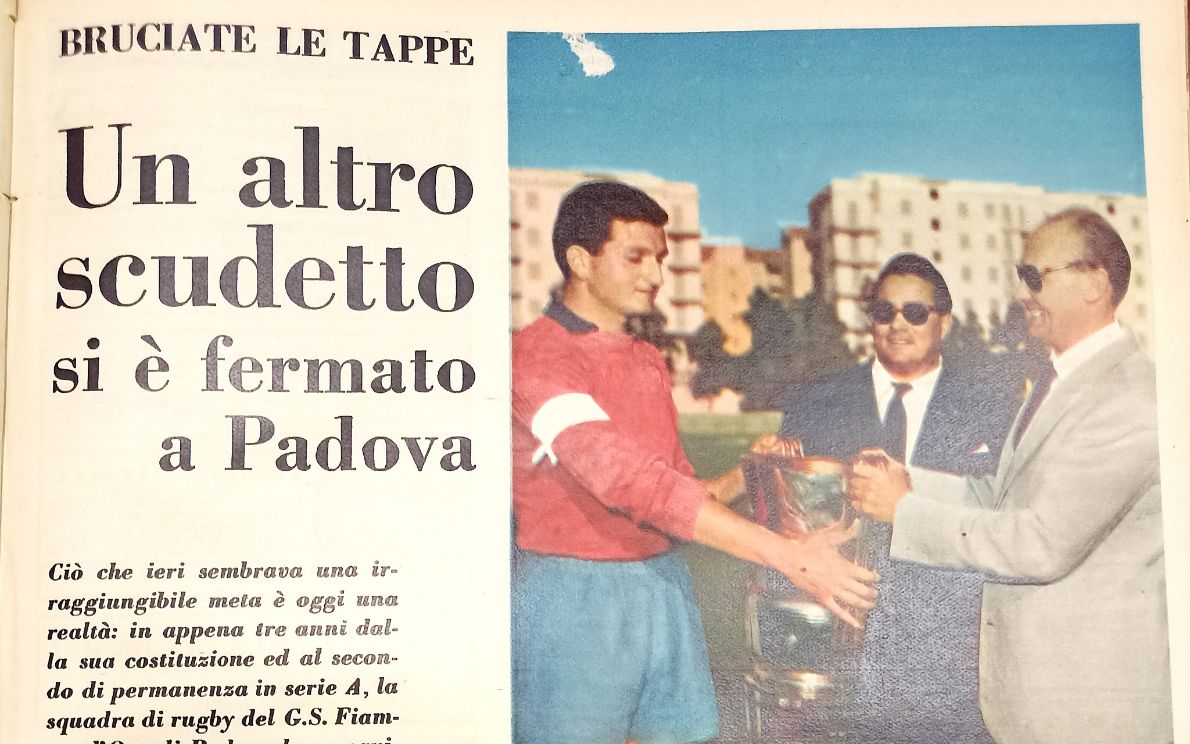 BRUCIATE LE TAPPE
Un altro
scudetto
si è fermato
a Padova
Ciò che ieri sembrava una ir-
raggiungibile meta è oggi una
realtà: in appena tre anni dal-
la sua costituzione ed al secon-
do di permanenza in serie A, la
squadra di rugby del G.S. Fiam-